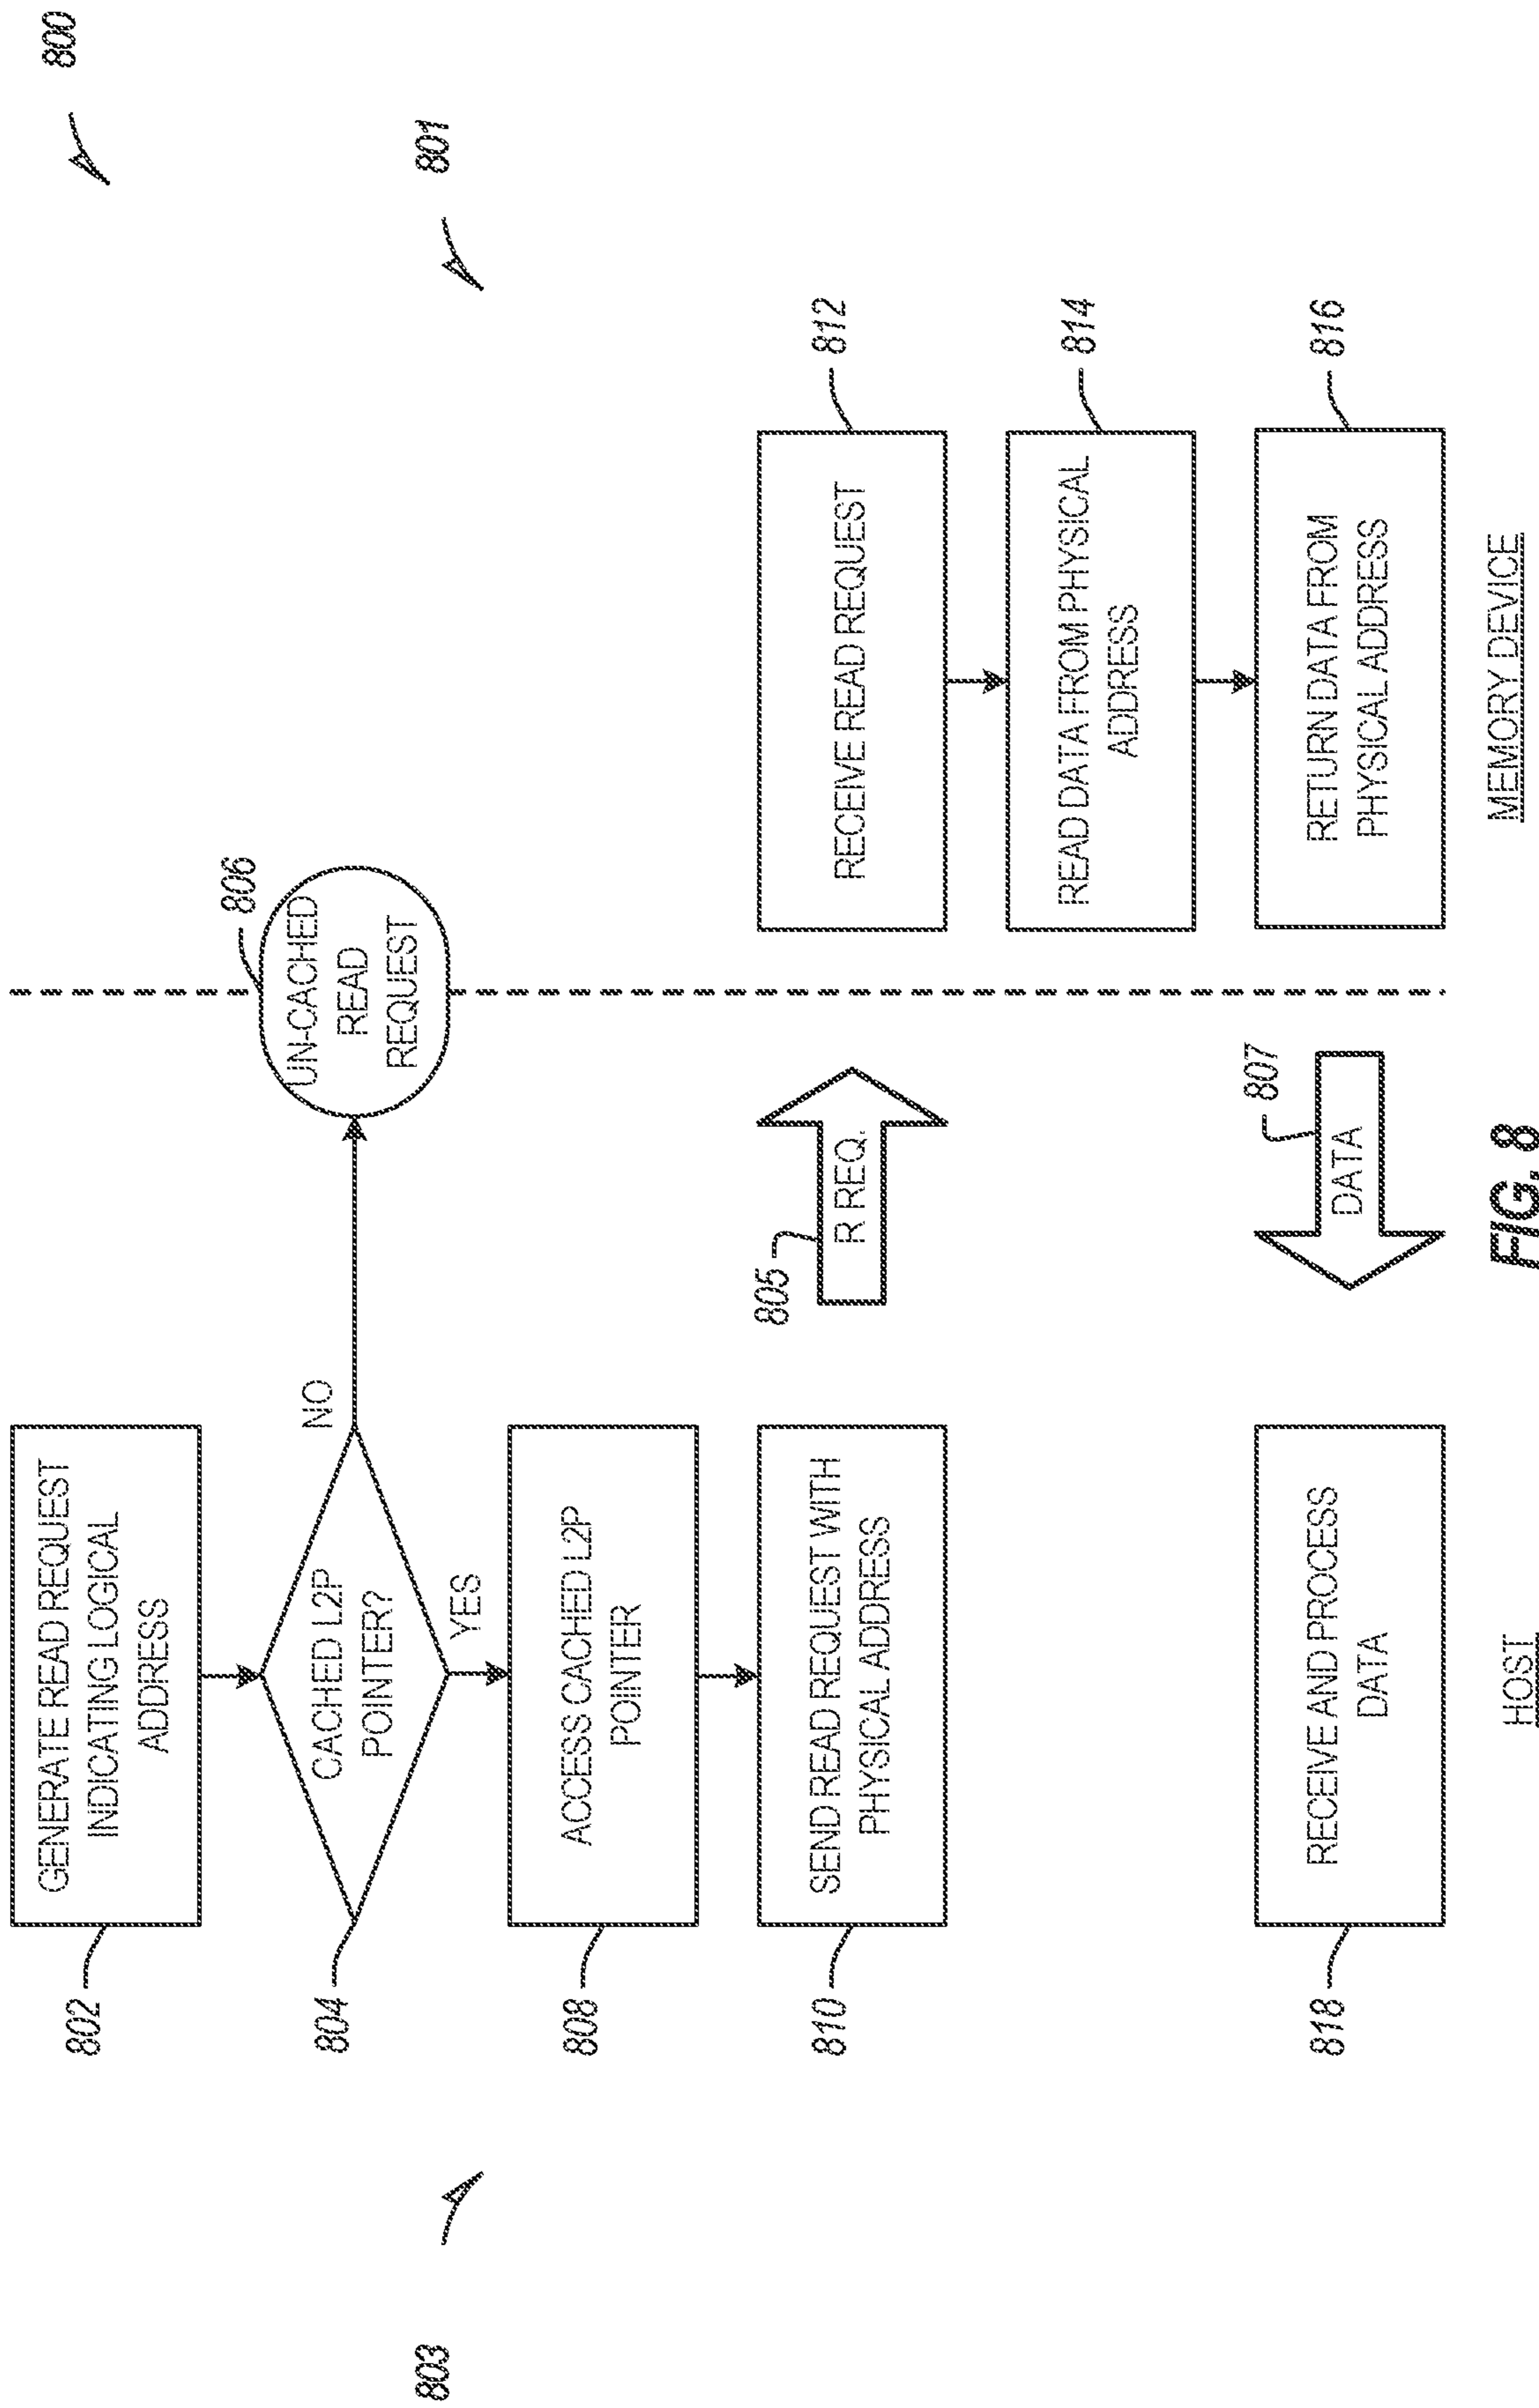 800
801
803
802
GENERATE READ REQUEST
INDICATING LOGICAL
ADDRESS
804
CACHED L2P
POINTER?
NO
806
UN-CACHED
READ
REQUEST
YES
808
ACCESS CACHED L2P
POINTER
810
SEND READ REQUEST WITH
PHYSICAL ADDRESS
805
R REQ.
812
RECEIVE READ REQUEST
814
READ DATA FROM PHYSICAL
ADDRESS
816
RETURN DATA FROM
PHYSICAL ADDRESS
807
DATA
818
RECEIVE AND PROCESS
DATA
HOST
MEMORY DEVICE
FIG. 8